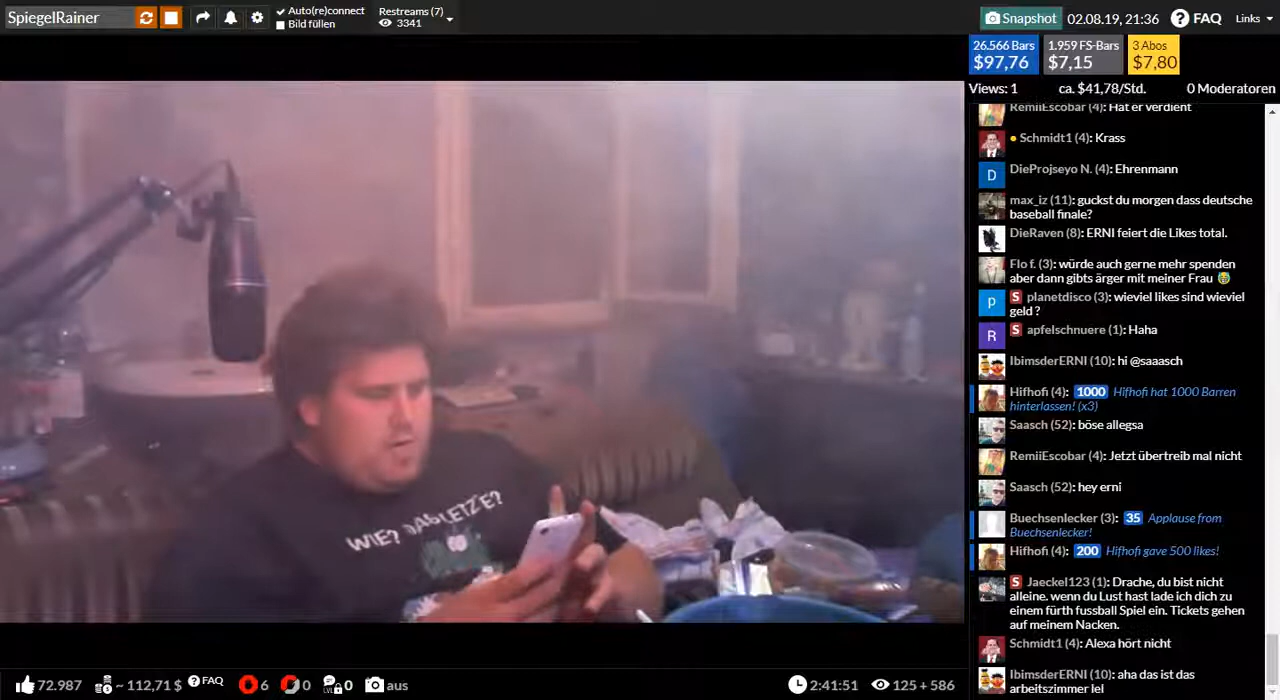 SpiegelRainer
Auto(re)connect
Bild füllen
Restreams (7)
3341
Snapshot
02.08.19, 21:36
FAQ
Links
26.566 Bars
$97,76
1.959 FS-Bars
$7,15
3 Abos
$7,80
Views: 1
ca. $41,78/Std.
0 Moderatoren
RemiiEscobar (4): Hat er verdient
Schmidt1 (4): Krass
D
DieProjseyo N. (4): Ehrenmann
max_iz (11): guckst du morgen dass deutsche
baseball finale?
DieRaven (8): ERNI feiert die Likes total.
Flo f. (3): würde auch gerne mehr spenden
aber dann gibts ärger mit meiner Frau 😭
p
S planetdisco (3): wieviel likes sind wieviel
geld ?
R
S apfelschnuere (1): Haha
IbimsderERNI (10): hi @saaasch
Hifhofi (4): 1000 Hifhofi hat 1000 Barren
hinterlassen! (x3)
Saasch (52): böse allegsa
RemiiEscobar (4): Jetzt übertreib mal nicht
Saasch (52): hey erni
Buechsenlecker (3): 35 Applause from
Buechsenlecker!
Hifhofi (4): 200 Hifhofi gave 500 likes!
S Jaeckel123 (1): Drache, du bist nicht
alleine. wenn du Lust hast lade ich dich zu
einem fürth fussball Spiel ein. Tickets gehen
auf meinem Nacken.
Schmidt1 (4): Alexa hört nicht
IbimsderERNI (10): aha das ist das
arbeitszimmer ie
WIE? DAS LETZE?
72.987
~ 112,71 $
FAQ
6
0
LVL
0
aus
2:41:51
125 + 586